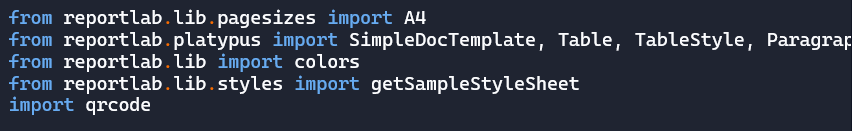 from reportlab.lib.pagesizes import A4
from reportlab.platypus import SimpleDocTemplate, Table, TableStyle, Paragrap
from reportlab.lib import colors
from reportlab.lib.styles import getSampleStyleSheet
import qrcode